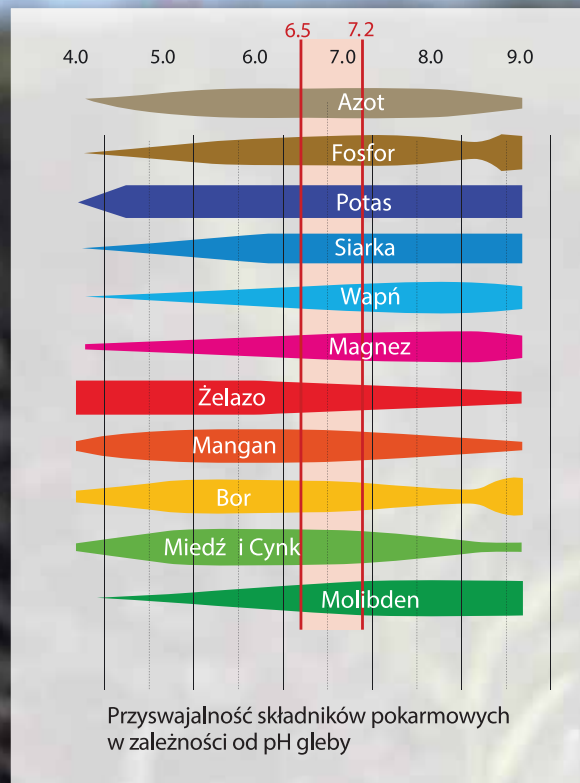 6.5 7.2
4.0 5.0 6.0 7.0 8.0 9.0
Azot
Fosfor
Potas
Siarka
Wapń
Magnez
Żelazo
Mangan
Bor
Miedź i Cynk
Molibden
Przyswajalność składników pokarmowych
w zależności od pH gleby